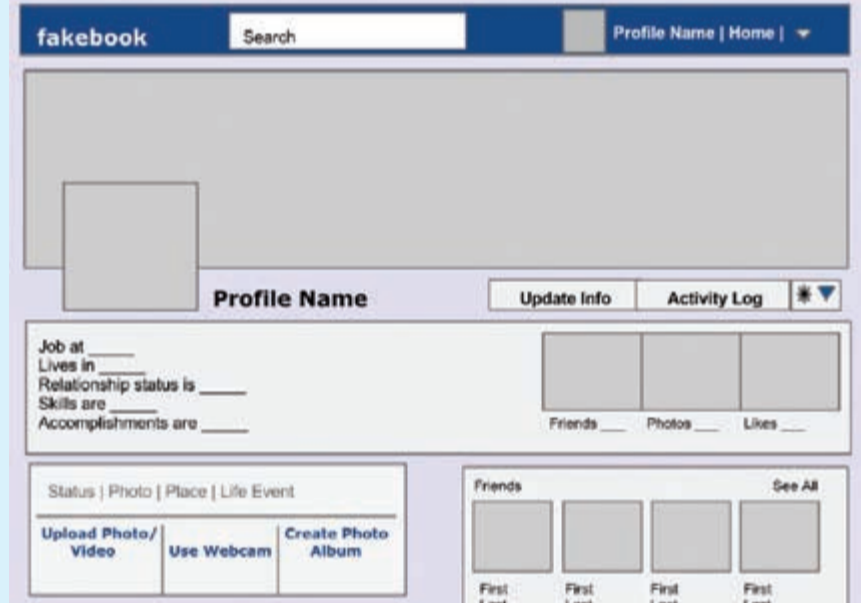 fakebook
Search
Profile Name | Home |
Profile Name
Update Info
Activity Log
Job at _____
Lives in _____
Relationship status is _____
Skills are _____
Accomplishments are _____
Friends ___
Photos ___
Likes ___
Status | Photo | Place | Life Event
Upload Photo/
Video
Use Webcam
Create Photo
Album
Friends
See All
First
First
First
First